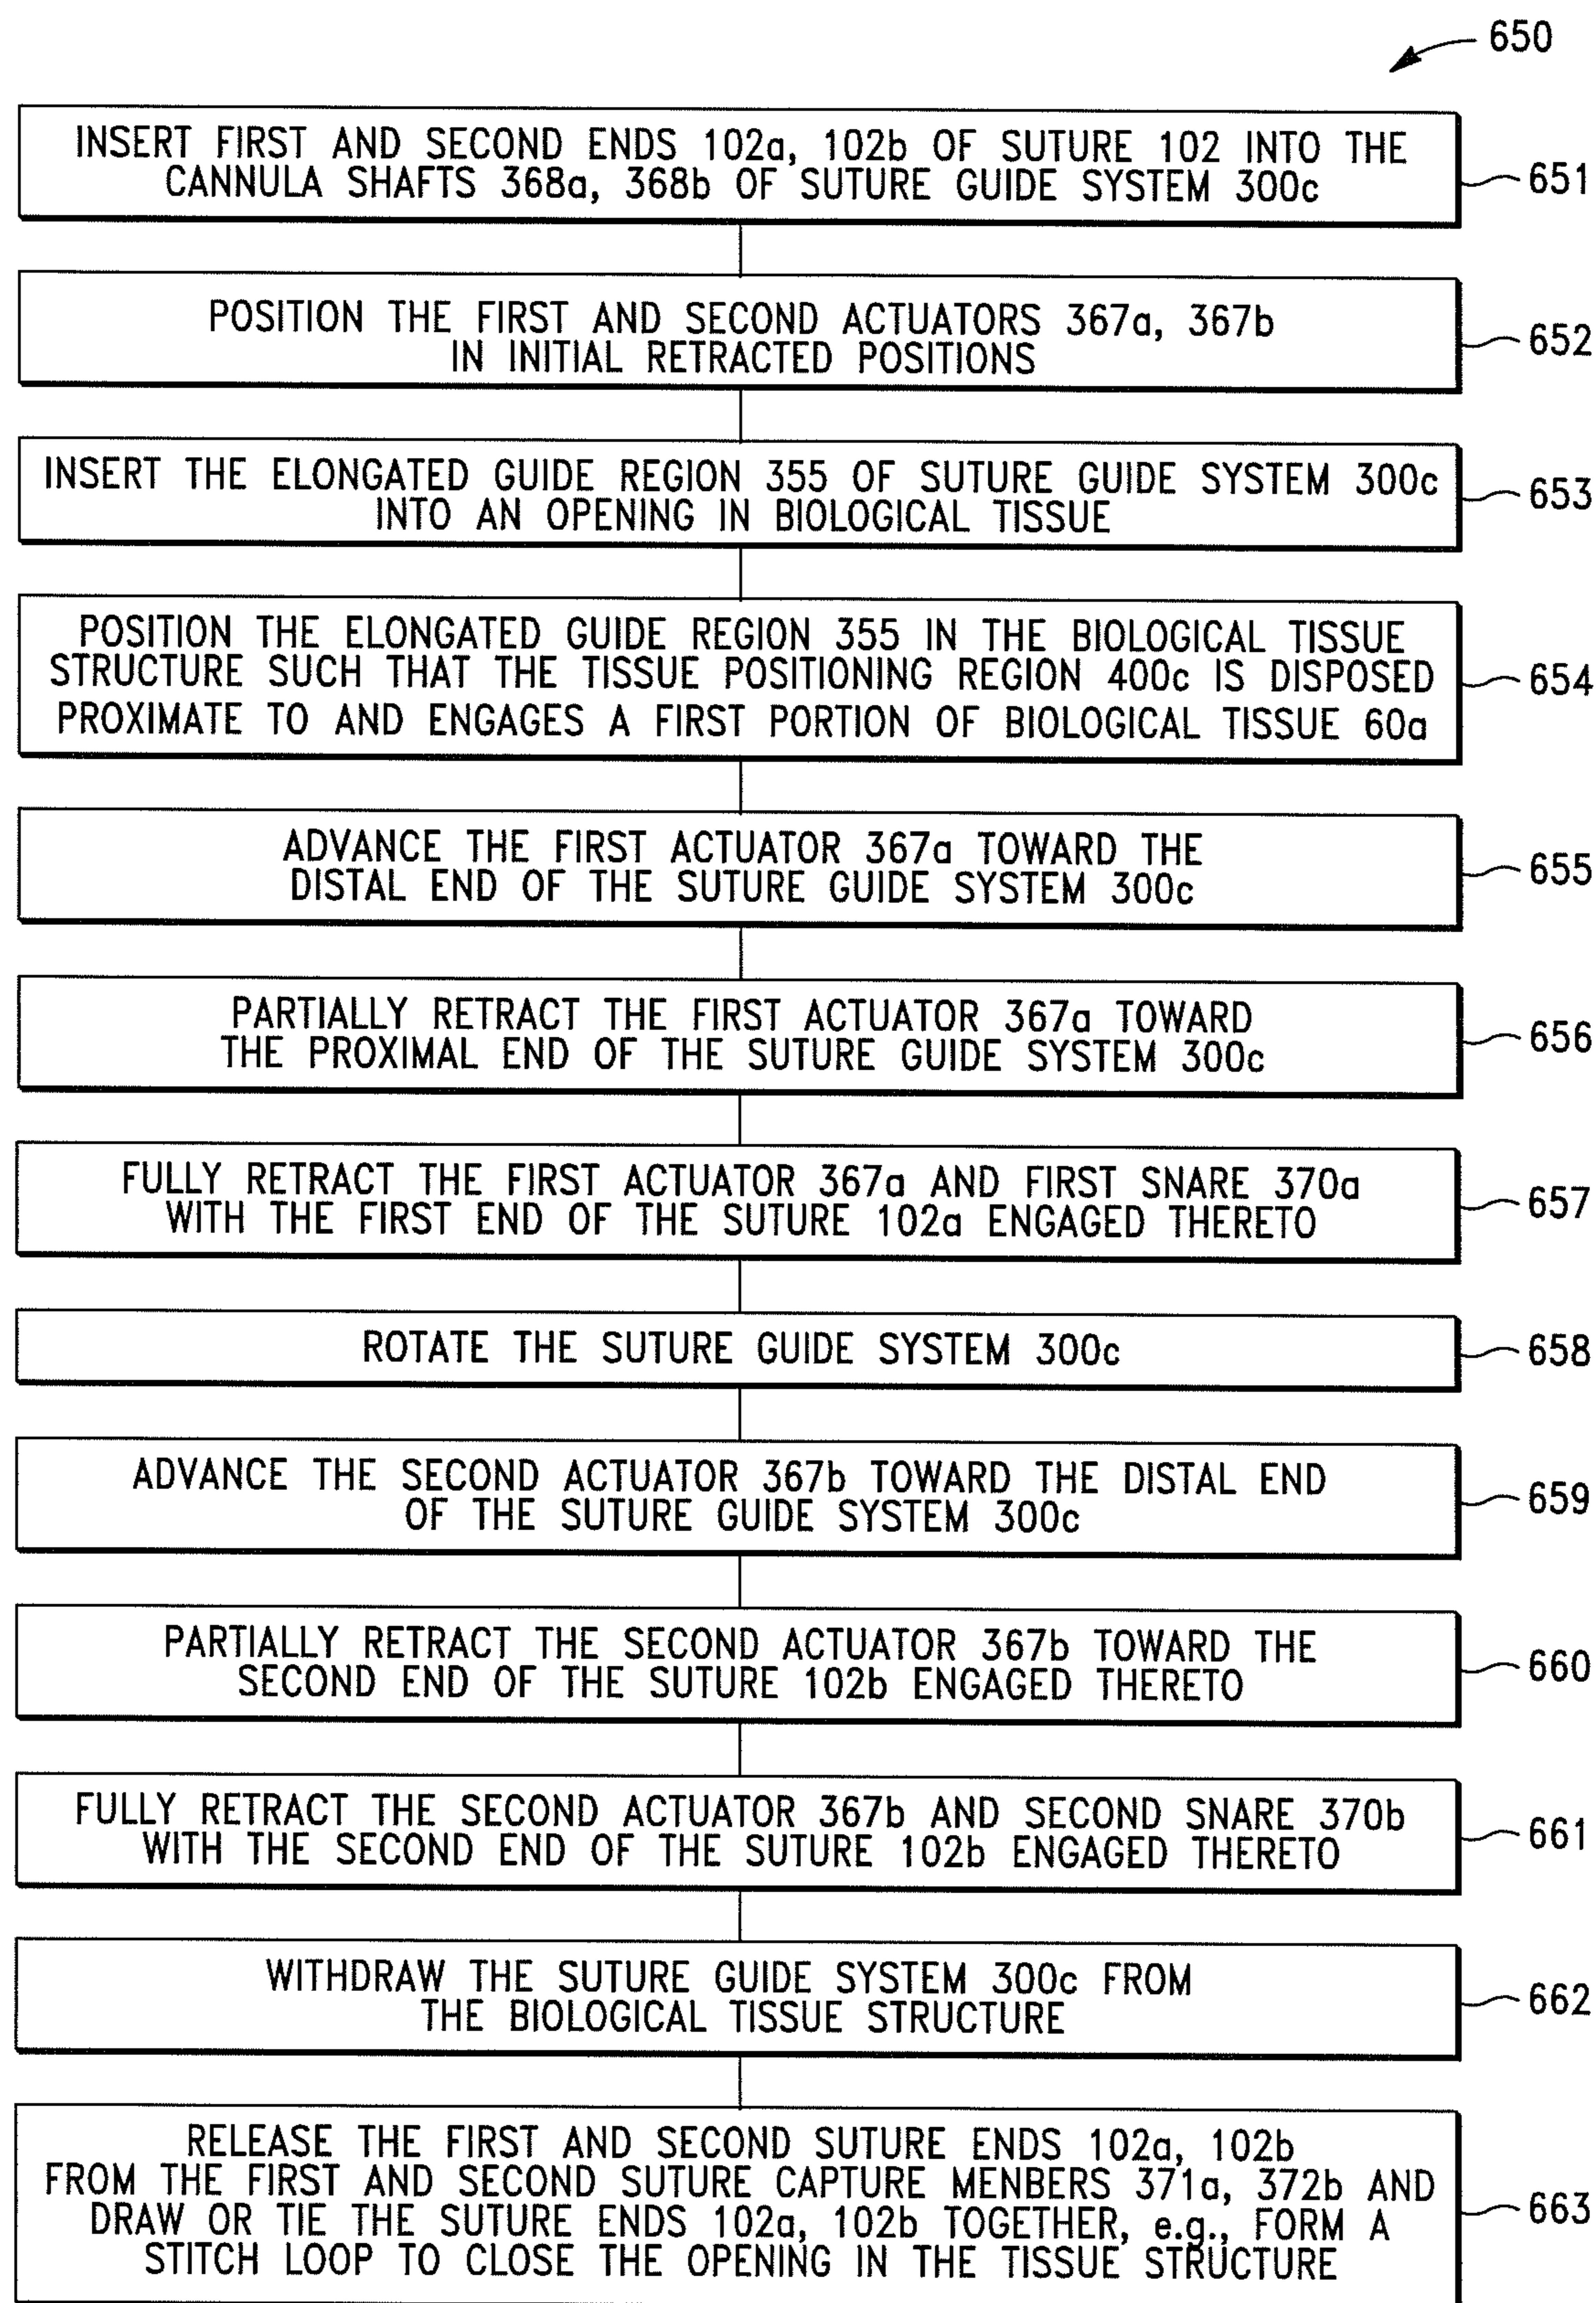 650
INSERT FIRST AND SECOND ENDS 102a, 102b OF SUTURE 102 INTO THE
CANNULA SHAFTS 368a, 368b OF SUTURE GUIDE SYSTEM 300c
651
POSITION THE FIRST AND SECOND ACTUATORS 367a, 367b
IN INITIAL RETRACTED POSITIONS
652
INSERT THE ELONGATED GUIDE REGION 355 OF SUTURE GUIDE SYSTEM 300c
INTO AN OPENING IN BIOLOGICAL TISSUE
653
POSITION THE ELONGATED GUIDE REGION 355 IN THE BIOLOGICAL TISSUE
STRUCTURE SUCH THAT THE TISSUE POSITIONING REGION 400c IS DISPOSED
PROXIMATE TO AND ENGAGES A FIRST PORTION OF BIOLOGICAL TISSUE 60a
654
ADVANCE THE FIRST ACTUATOR 367a TOWARD THE
DISTAL END OF THE SUTURE GUIDE SYSTEM 300c
655
PARTIALLY RETRACT THE FIRST ACTUATOR 367a TOWARD
THE PROXIMAL END OF THE SUTURE GUIDE SYSTEM 300c
656
FULLY RETRACT THE FIRST ACTUATOR 367a AND FIRST SNARE 370a
WITH THE FIRST END OF THE SUTURE 102a ENGAGED THERETO
657
ROTATE THE SUTURE GUIDE SYSTEM 300c
658
ADVANCE THE SECOND ACTUATOR 367b TOWARD THE DISTAL END
OF THE SUTURE GUIDE SYSTEM 300c
659
PARTIALLY RETRACT THE SECOND ACTUATOR 367b TOWARD THE
SECOND END OF THE SUTURE 102b ENGAGED THERETO
660
FULLY RETRACT THE SECOND ACTUATOR 367b AND SECOND SNARE 370b
WITH THE SECOND END OF THE SUTURE 102b ENGAGED THERETO
661
WITHDRAW THE SUTURE GUIDE SYSTEM 300c FROM
THE BIOLOGICAL TISSUE STRUCTURE
662
RELEASE THE FIRST AND SECOND SUTURE ENDS 102a, 102b
FROM THE FIRST AND SECOND SUTURE CAPTURE MENBERS 371a, 372b AND
DRAW OR TIE THE SUTURE ENDS 102a, 102b TOGETHER, e.g., FORM A
STITCH LOOP TO CLOSE THE OPENING IN THE TISSUE STRUCTURE
663